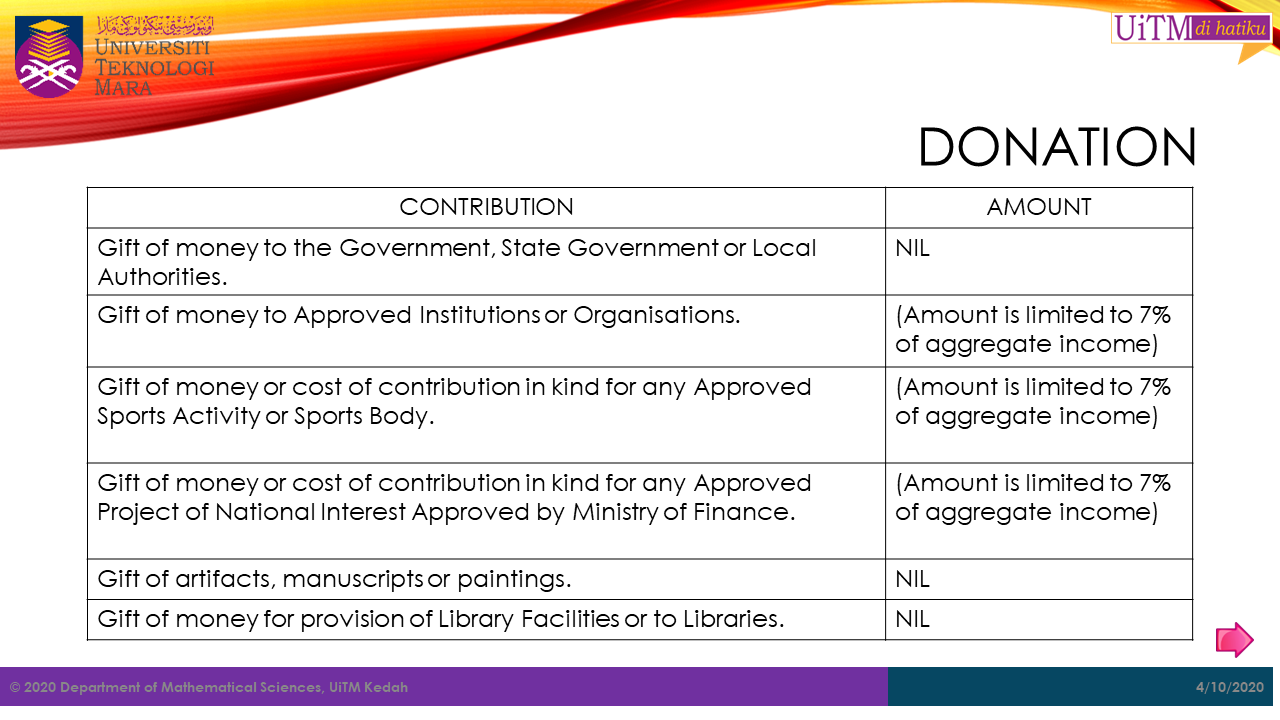 اونيۏرسيتي تيكنولوݢي مارا
UNIVERSITI
TEKNOLOGI
MARA
UiTM di hatiku
DONATION
CONTRIBUTION
AMOUNT
Gift of money to the Government, State Government or Local
Authorities.
NIL
Gift of money to Approved Institutions or Organisations.
(Amount is limited to 7%
of aggregate income)
Gift of money or cost of contribution in kind for any Approved
Sports Activity or Sports Body.
(Amount is limited to 7%
of aggregate income)
Gift of money or cost of contribution in kind for any Approved
Project of National Interest Approved by Ministry of Finance.
(Amount is limited to 7%
of aggregate income)
Gift of artifacts, manuscripts or paintings.
NIL
Gift of money for provision of Library Facilities or to Libraries.
NIL
© 2020 Department of Mathematical Sciences, UiTM Kedah
4/10/2020